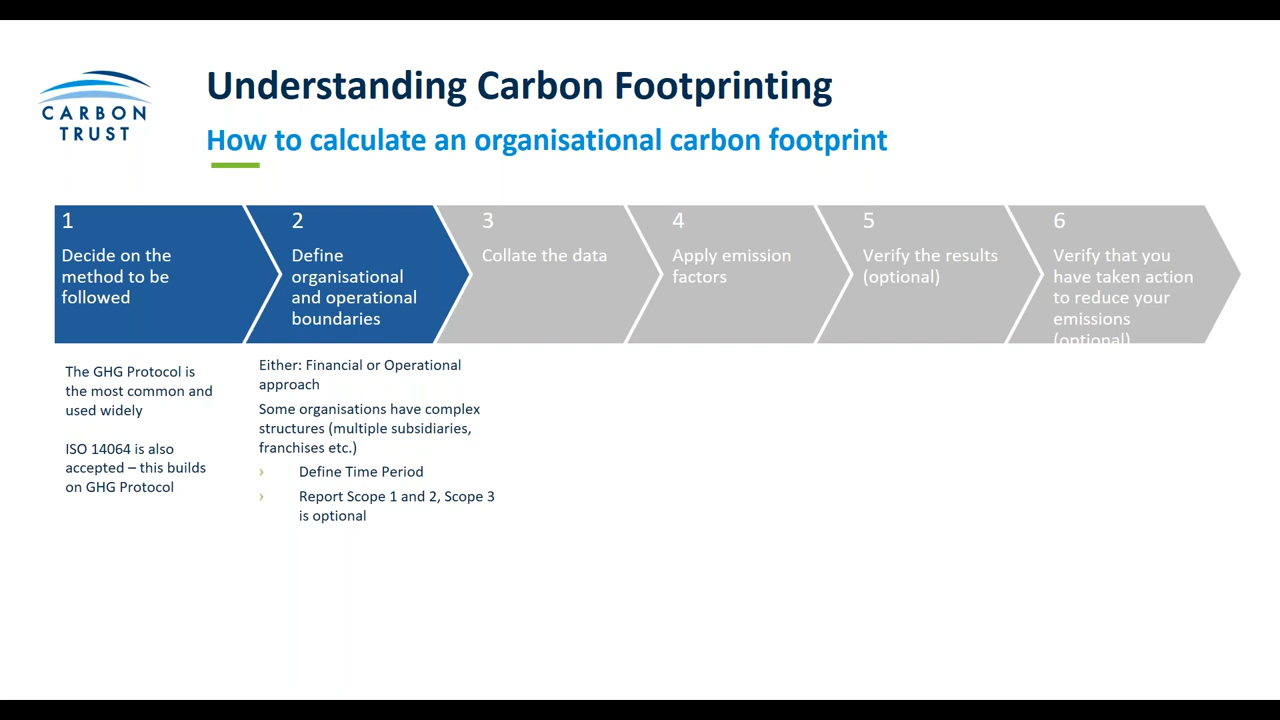 CARBON
TRUST
Understanding Carbon Footprinting
How to calculate an organisational carbon footprint
1
Decide on the
method to be
followed
2
Define
organisational
and operational
boundaries
3
Collate the data
4
Apply emission
factors
5
Verify the results
(optional)
6
Verify that you
have taken action
to reduce your
emissions
(optional)
The GHG Protocol is
the most common and
used widely
ISO 14064 is also
accepted – this builds
on GHG Protocol
Either: Financial or Operational
approach
Some organisations have complex
structures (multiple subsidiaries,
franchises etc.)
› Define Time Period
› Report Scope 1 and 2, Scope 3
is optional